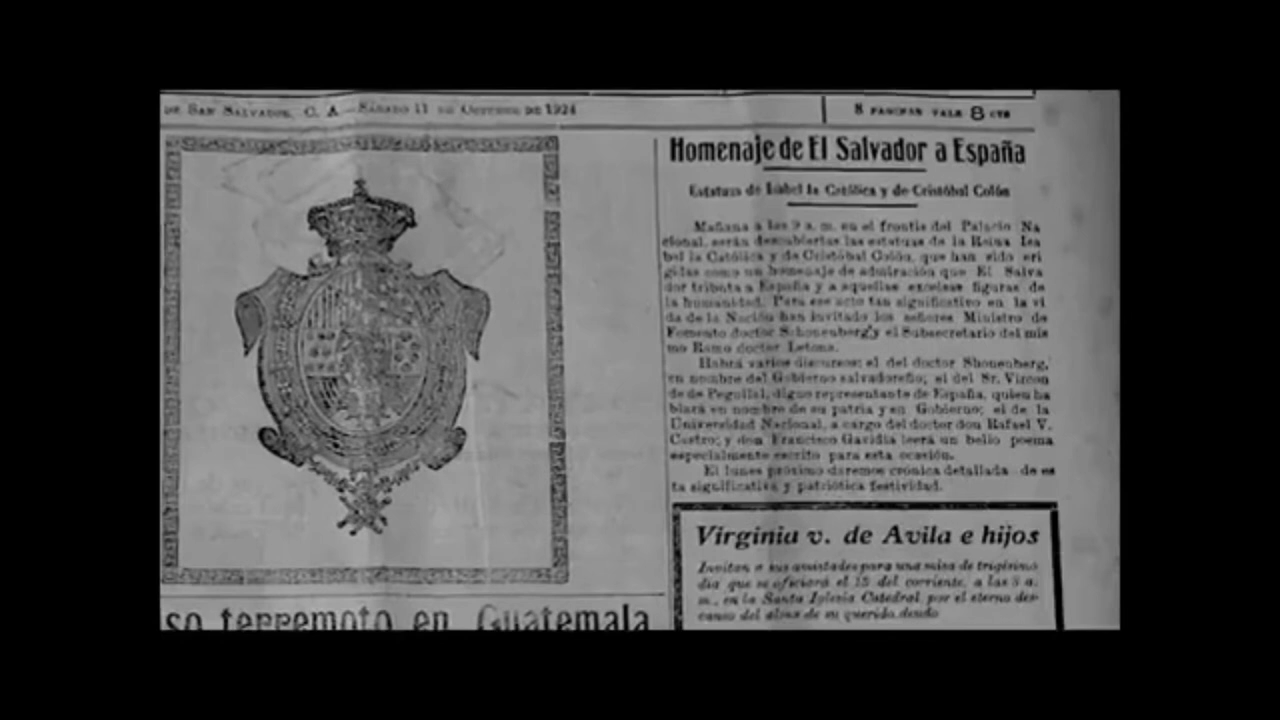 DE SAN SALVADOR, C. A.—SABADO 11 DE OCTUBRE DE 1924
8 PAGINAS VALE 8 CTS
Homenaje de El Salvador a España
Estatuas de Isabel la Católica y de Cristóbal Colón
Mañana a las 9 a. m. en el frontis del Palacio Na
cional, serán descubiertas las estatuas de la Reina Isa
bel la Católica y de Cristóbal Colón, que han sido eri
gidas como un homenaje de admiración que El Salva
dor tributa a España y a aquellas excelsas figuras de
la humanidad. Para ese acto tan significativo en la vi
da de la Nación han invitado los señores Ministro de
Fomento doctor Schonenberg y el Subsecretario del mis
mo Ramo doctor Letona.
Habrá varios discursos: el del doctor Shonenberg,
en nombre del Gobierno salvadoreño; el del Sr. Vizcon
de de Peguilal, digno representante de España, quien ha
blará en nombre de su patria y en Gobierno; el de la
Universidad Nacional, a cargo del doctor don Rafael V.
Castro; y don Francisco Gavidia leerá un bello poema
especialmente escrito para esta ocasión.
El lunes próximo daremos crónica detallada de es
ta significativa y patriótica festividad.
Virginia v. de Avila e hijos
Invitan a sus amistades para una misa de trigésimo
día que se oficiará el 15 del corriente, a las 8 a.
m., en la Santa Iglesia Catedral por el eterno des-
canso del alma de su querido deudo
so terremoto en Guatemala